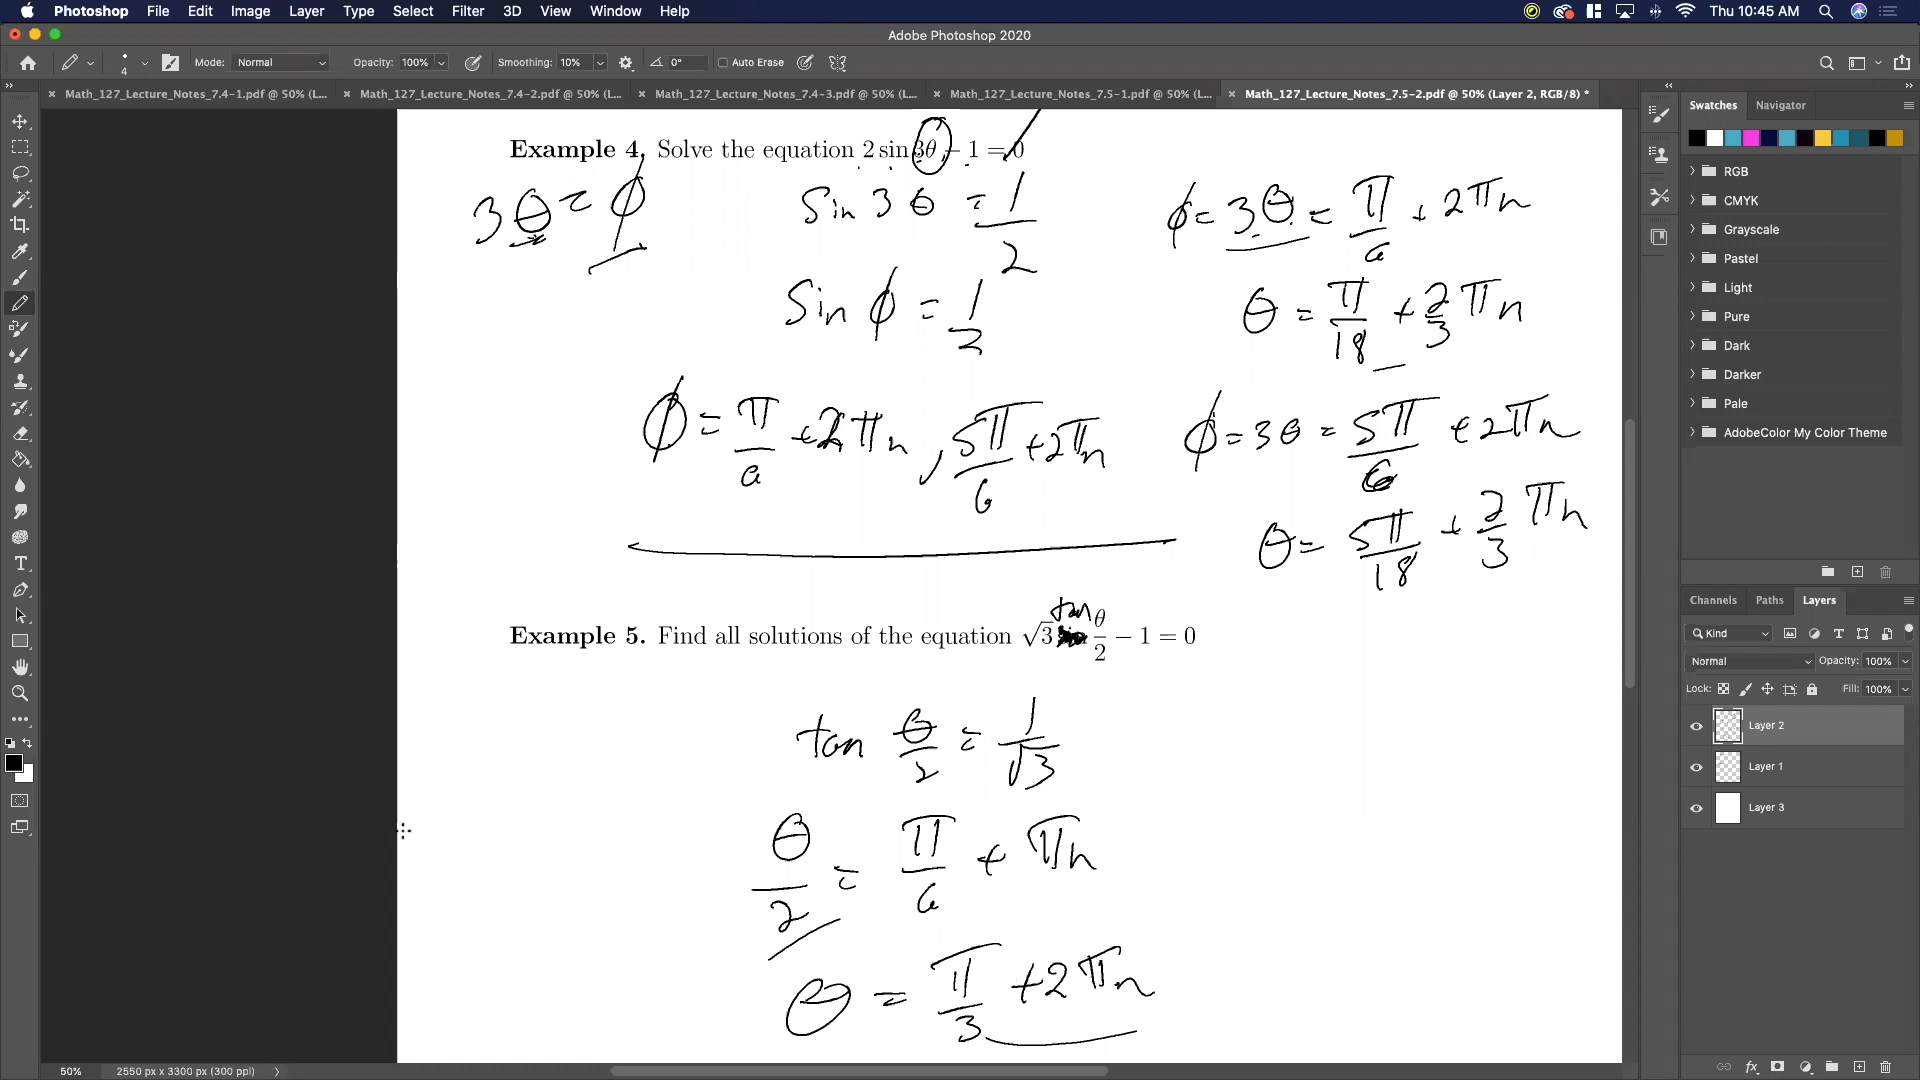 Photoshop File Edit Image Layer Type Select Filter 3D View Window Help Thu 10:45 AM
Adobe Photoshop 2020
4 Mode: Normal Opacity: 100% Smoothing: 10% 0° Auto Erase
Math_127_Lecture_Notes_7.4-1.pdf @ 50% (L... Math_127_Lecture_Notes_7.4-2.pdf @ 50% (L... Math_127_Lecture_Notes_7.4-3.pdf @ 50% (L... Math_127_Lecture_Notes_7.5-1.pdf @ 50% (L... Math_127_Lecture_Notes_7.5-2.pdf @ 50% (Layer 2, RGB/8) *
Example 4. Solve the equation 2 sin 3θ − 1 = 0
3θ = ϕ
sin 3θ = 1/2
sin ϕ = 1/2
ϕ = π/6 + 2πn, 5π/6 + 2πn
ϕ = 3θ = π/6 + 2πn
θ = π/18 + 2/3 πn
ϕ = 3θ = 5π/6 + 2πn
θ = 5π/18 + 2/3 πn
Example 5. Find all solutions of the equation √3 tan θ/2 − 1 = 0
tan θ/2 = 1/√3
θ/2 = π/6 + πn
θ = π/3 + 2πn
Swatches Navigator
RGB
CMYK
Grayscale
Pastel
Light
Pure
Dark
Darker
Pale
AdobeColor My Color Theme
Channels Paths Layers
Kind
Normal Opacity: 100%
Lock: Fill: 100%
Layer 2
Layer 1
Layer 3
fx
50% 2550 px x 3300 px (300 ppi)